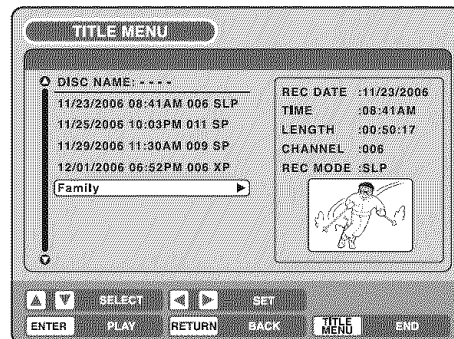 TITLE MENU
DISC NAME: - - - -
11/23/2006 08:41AM 006 SLP
11/25/2006 10:03PM 011 SP
11/29/2006 11:30AM 009 SP
12/01/2006 06:52PM 006 XP
Family
REC DATE :11/23/2006
TIME :08:41AM
LENGTH :00:50:17
CHANNEL :006
REC MODE :SLP
SELECT SET
ENTER PLAY RETURN BACK TITLE MENU END